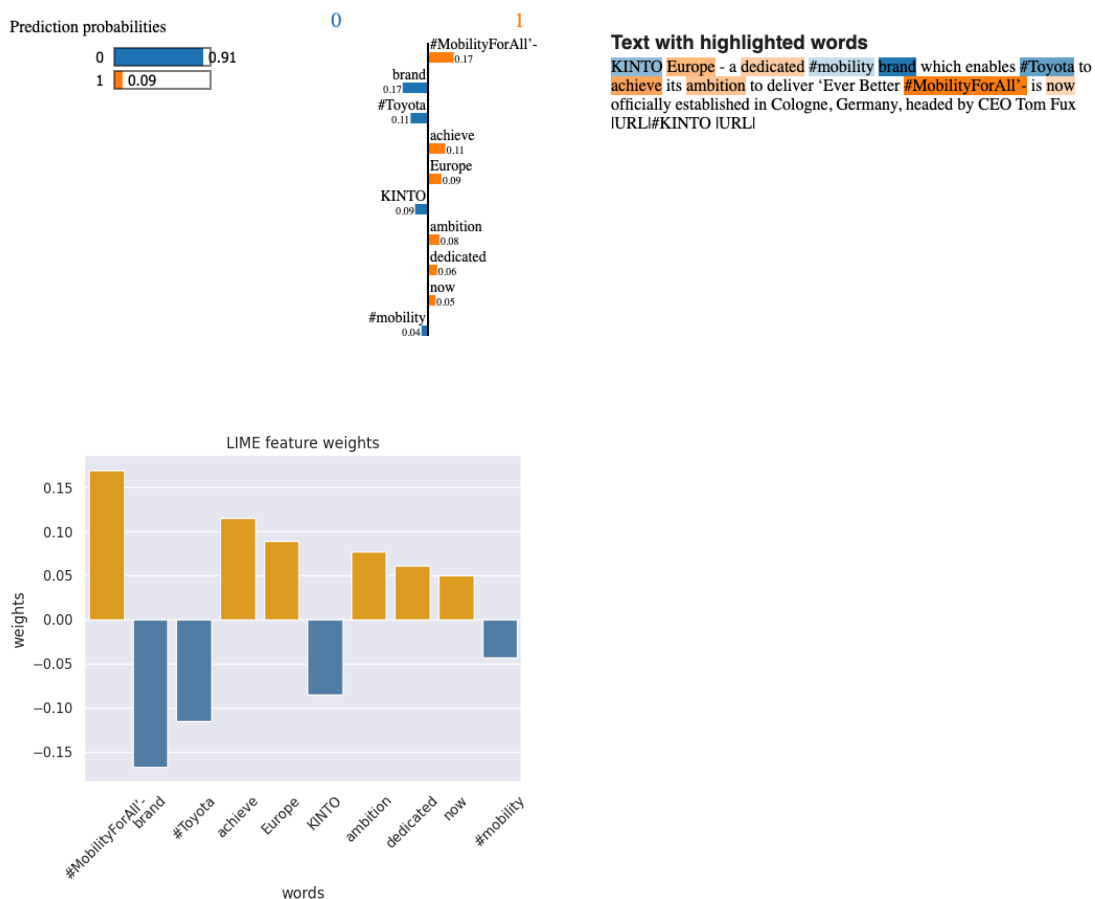 Prediction probabilities
0 0.91
1 0.09
0 1
#MobilityForAll’-
0.17
brand
0.17
#Toyota
0.11
achieve
0.11
Europe
0.09
KINTO
0.09
ambition
0.08
dedicated
0.06
now
0.05
#mobility
0.04
Text with highlighted words
KINTO Europe - a dedicated #mobility brand which enables #Toyota to
achieve its ambition to deliver ‘Ever Better #MobilityForAll’- is now
officially established in Cologne, Germany, headed by CEO Tom Fux
|URL|#KINTO |URL|
LIME feature weights
0.15
0.10
0.05
0.00
−0.05
−0.10
−0.15
weights
#MobilityForAll’-
brand
#Toyota
achieve
Europe
KINTO
ambition
dedicated
now
#mobility
words